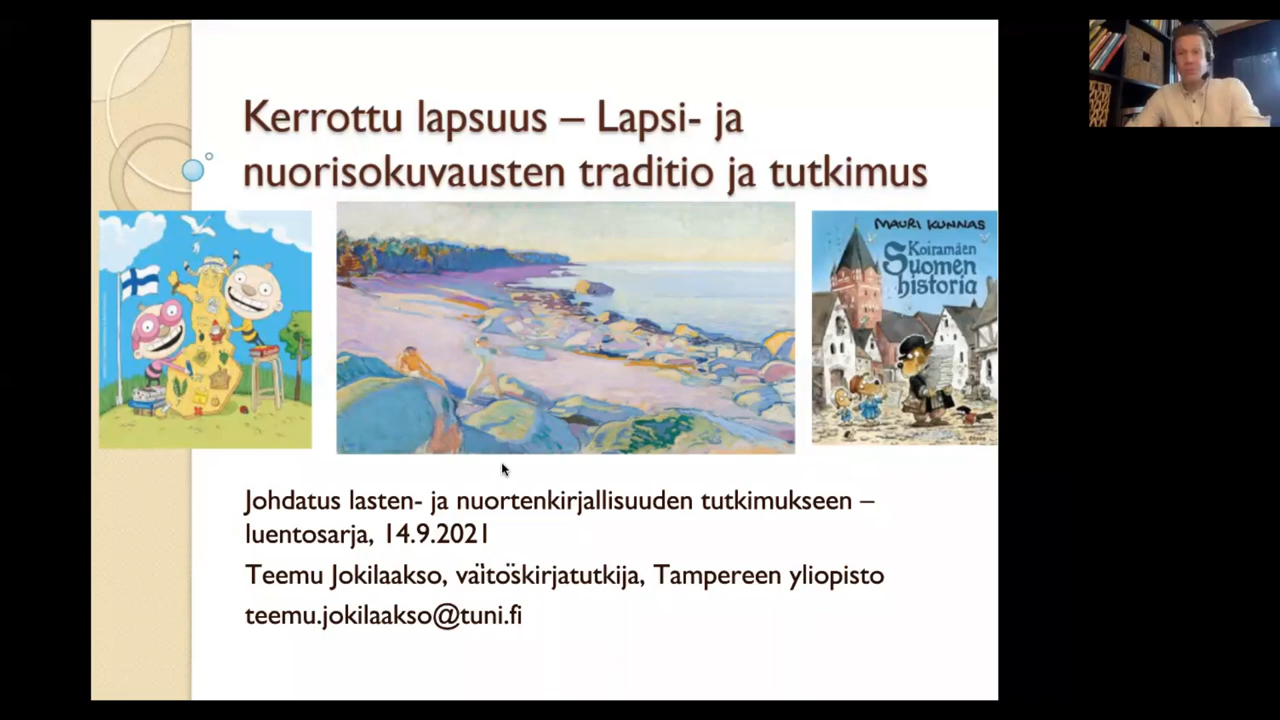 Kerrottu lapsuus – Lapsi- ja
nuorisokuvausten traditio ja tutkimus
MAURI KUNNAS
Koiramäen
Suomen
historia
Johdatus lasten- ja nuortenkirjallisuuden tutkimukseen –
luentosarja, 14.9.2021
Teemu Jokilaakso, väitöskirjatutkija, Tampereen yliopisto
teemu.jokilaakso@tuni.fi